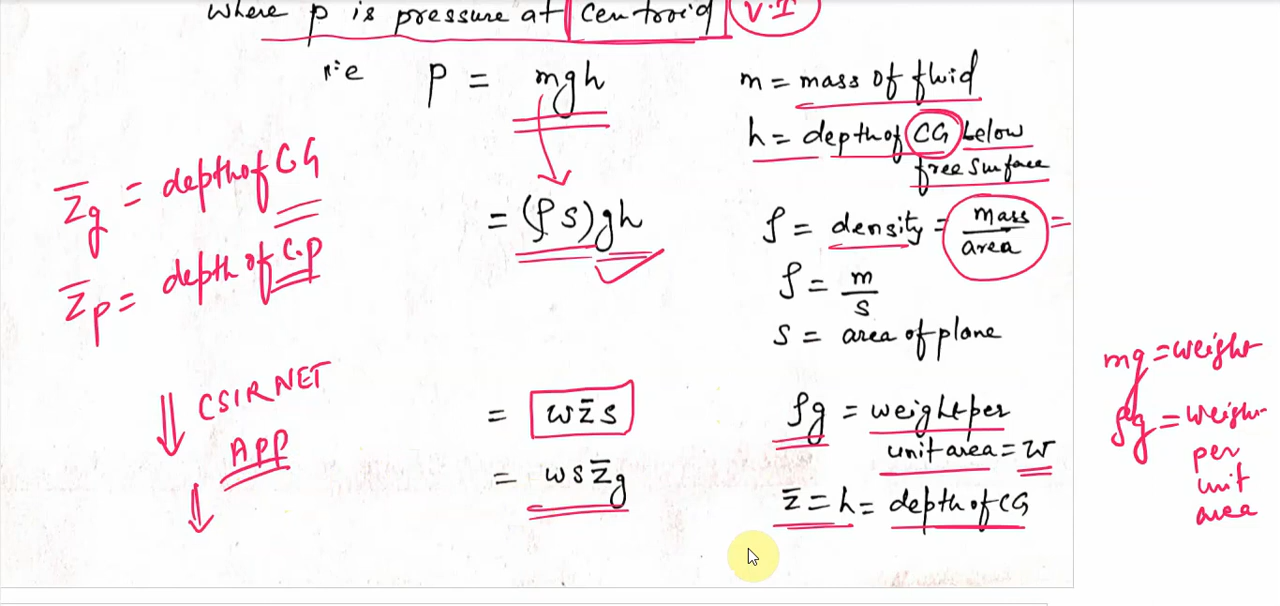 where p is pressure at centroid V.I
i.e p = mgh
m = mass of fluid
h = depth of CG below
free surface
z̄g = depth of CG
= (ρs)gh
ρ = density = mass/area =
z̄p = depth of C.P
ρ = m/s
s = area of plane
mg = weight
⇓ CSIR NET
APP
⇓
= wz̄s
ρg = weight per
unit area = w
ρg = weight
per
unit
area
= wsz̄g
z̄ = h = depth of CG